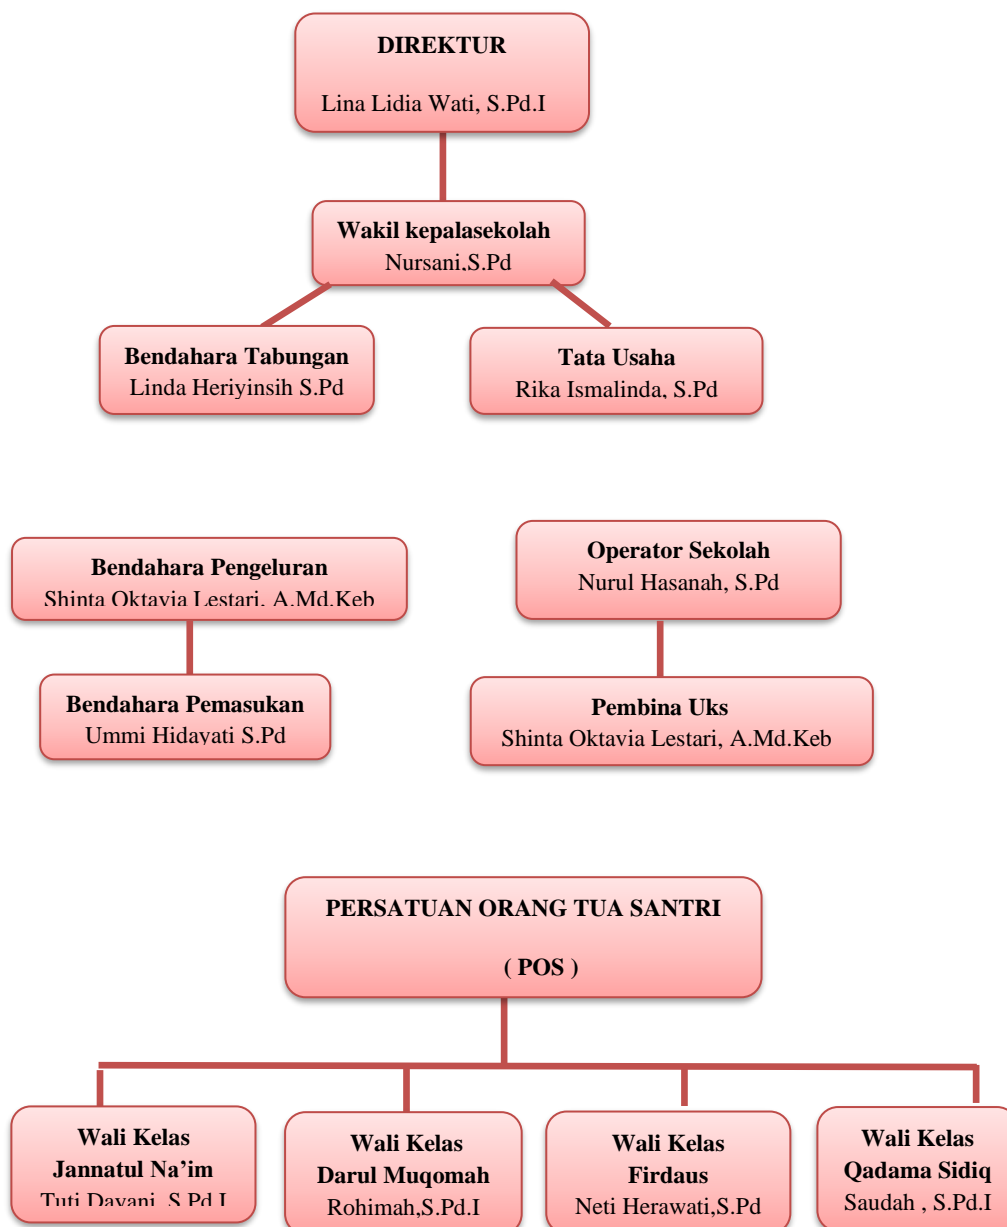 DIREKTUR
Lina Lidia Wati, S.Pd.I
Wakil kepalasekolah
Nursani,S.Pd
Bendahara Tabungan
Linda Heriyinsih S.Pd
Tata Usaha
Rika Ismalinda, S.Pd
Bendahara Pengeluran
Shinta Oktavia Lestari, A.Md.Keb
Operator Sekolah
Nurul Hasanah, S.Pd
Bendahara Pemasukan
Ummi Hidayati S.Pd
Pembina Uks
Shinta Oktavia Lestari, A.Md.Keb
PERSATUAN ORANG TUA SANTRI
( POS )
Wali Kelas
Jannatul Na’im
Tuti Dayani, S.Pd.I
Wali Kelas
Darul Muqomah
Rohimah,S.Pd.I
Wali Kelas
Firdaus
Neti Herawati,S.Pd
Wali Kelas
Qadama Sidiq
Saudah , S.Pd.I